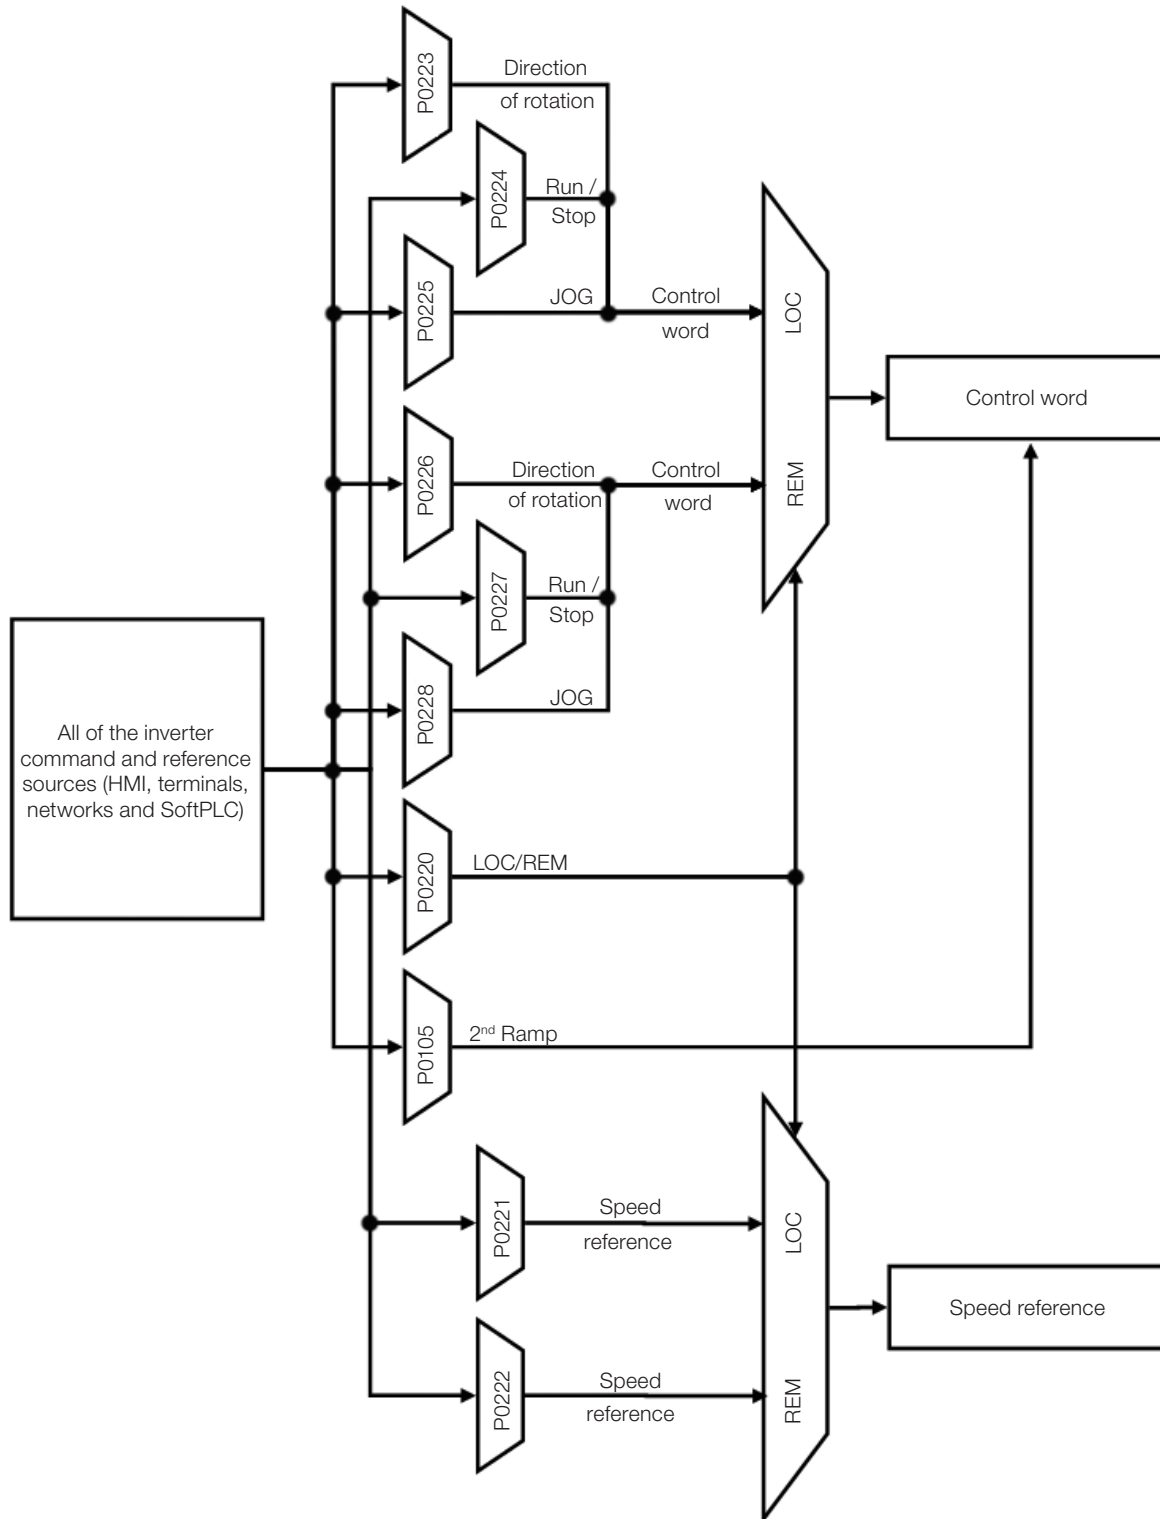 P0223
Direction
of rotation
P0224
Run /
Stop
P0225
JOG
Control
word
LOC
Control word
P0226
Direction
of rotation
Control
word
REM
P0227
Run /
Stop
P0228
JOG
All of the inverter
command and reference
sources (HMI, terminals,
networks and SoftPLC)
P0220
LOC/REM
P0105
2nd Ramp
P0221
Speed
reference
LOC
Speed reference
P0222
Speed
reference
REM